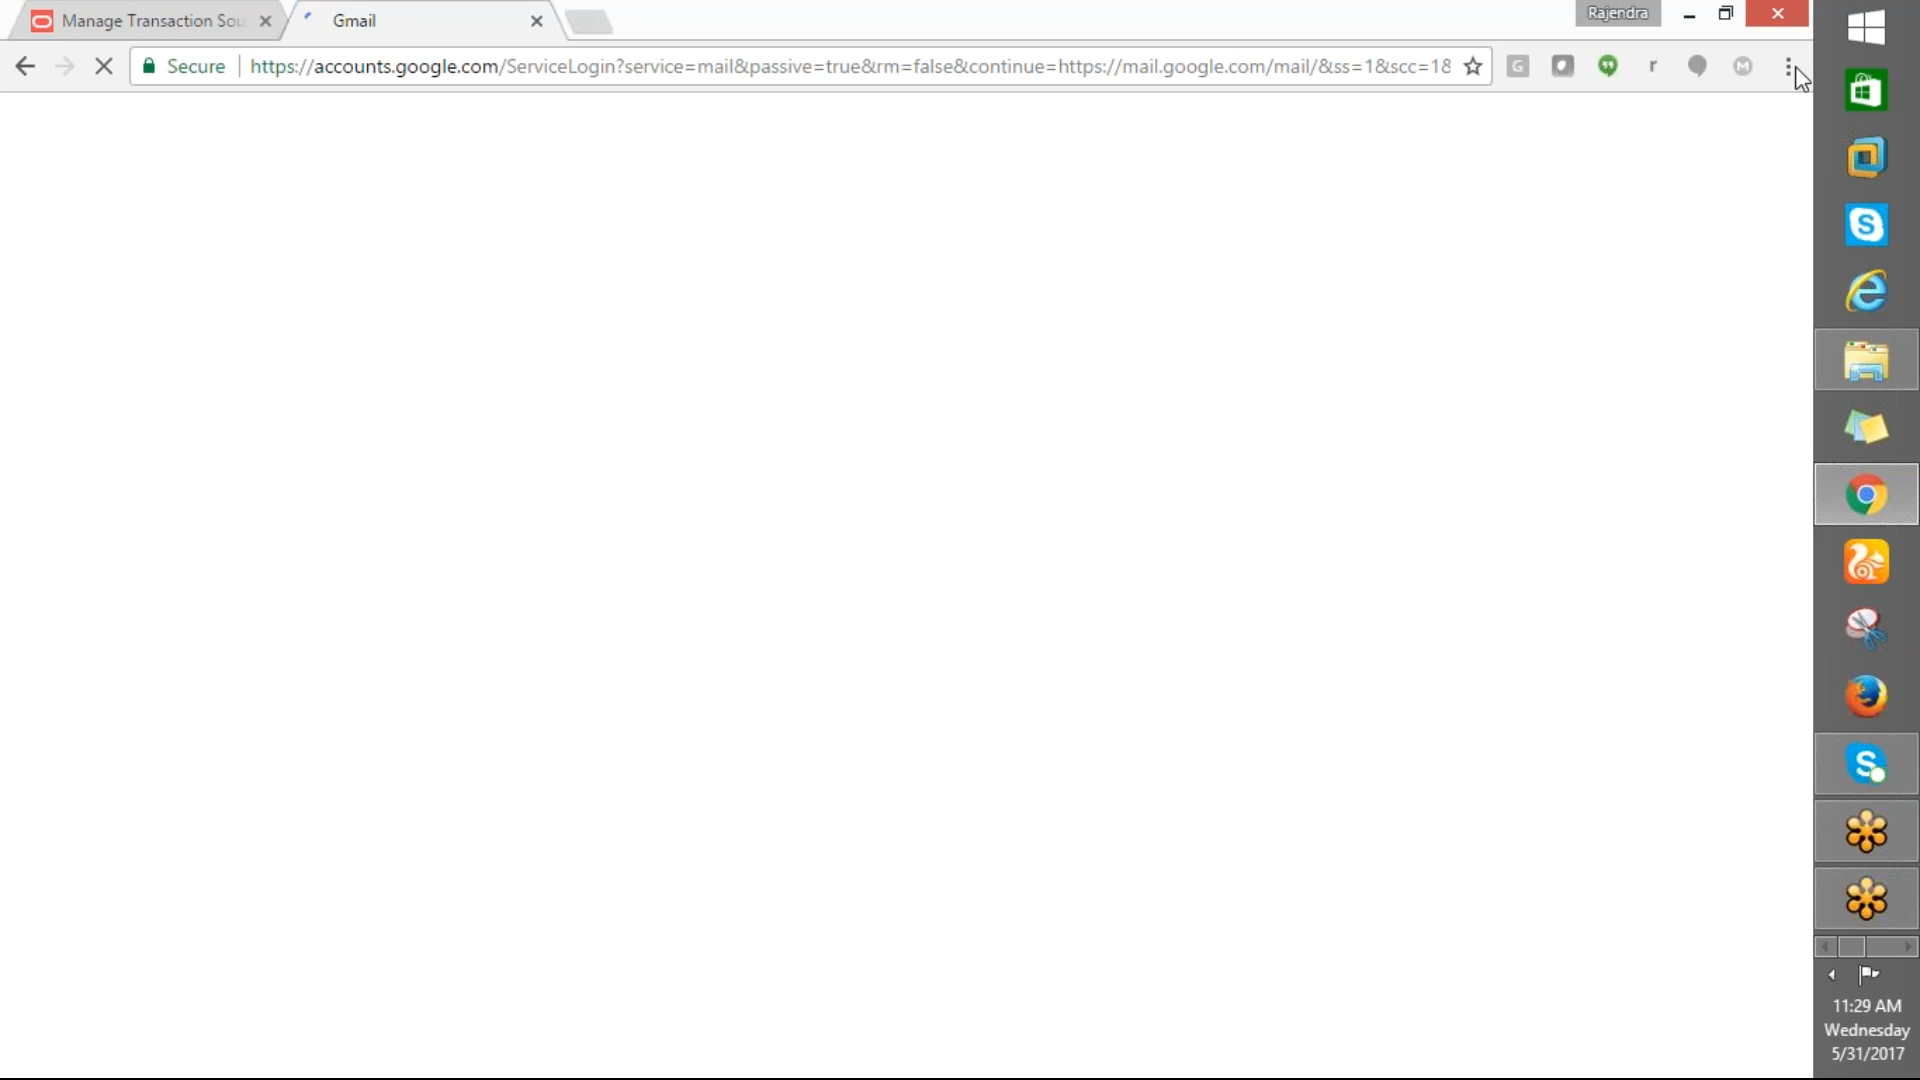 Manage Transaction Sou
Gmail
Rajendra
Secure
https://accounts.google.com/ServiceLogin?service=mail&passive=true&rm=false&continue=https://mail.google.com/mail/&ss=1&scc=1&
G
r
M
11:29 AM
Wednesday
5/31/2017